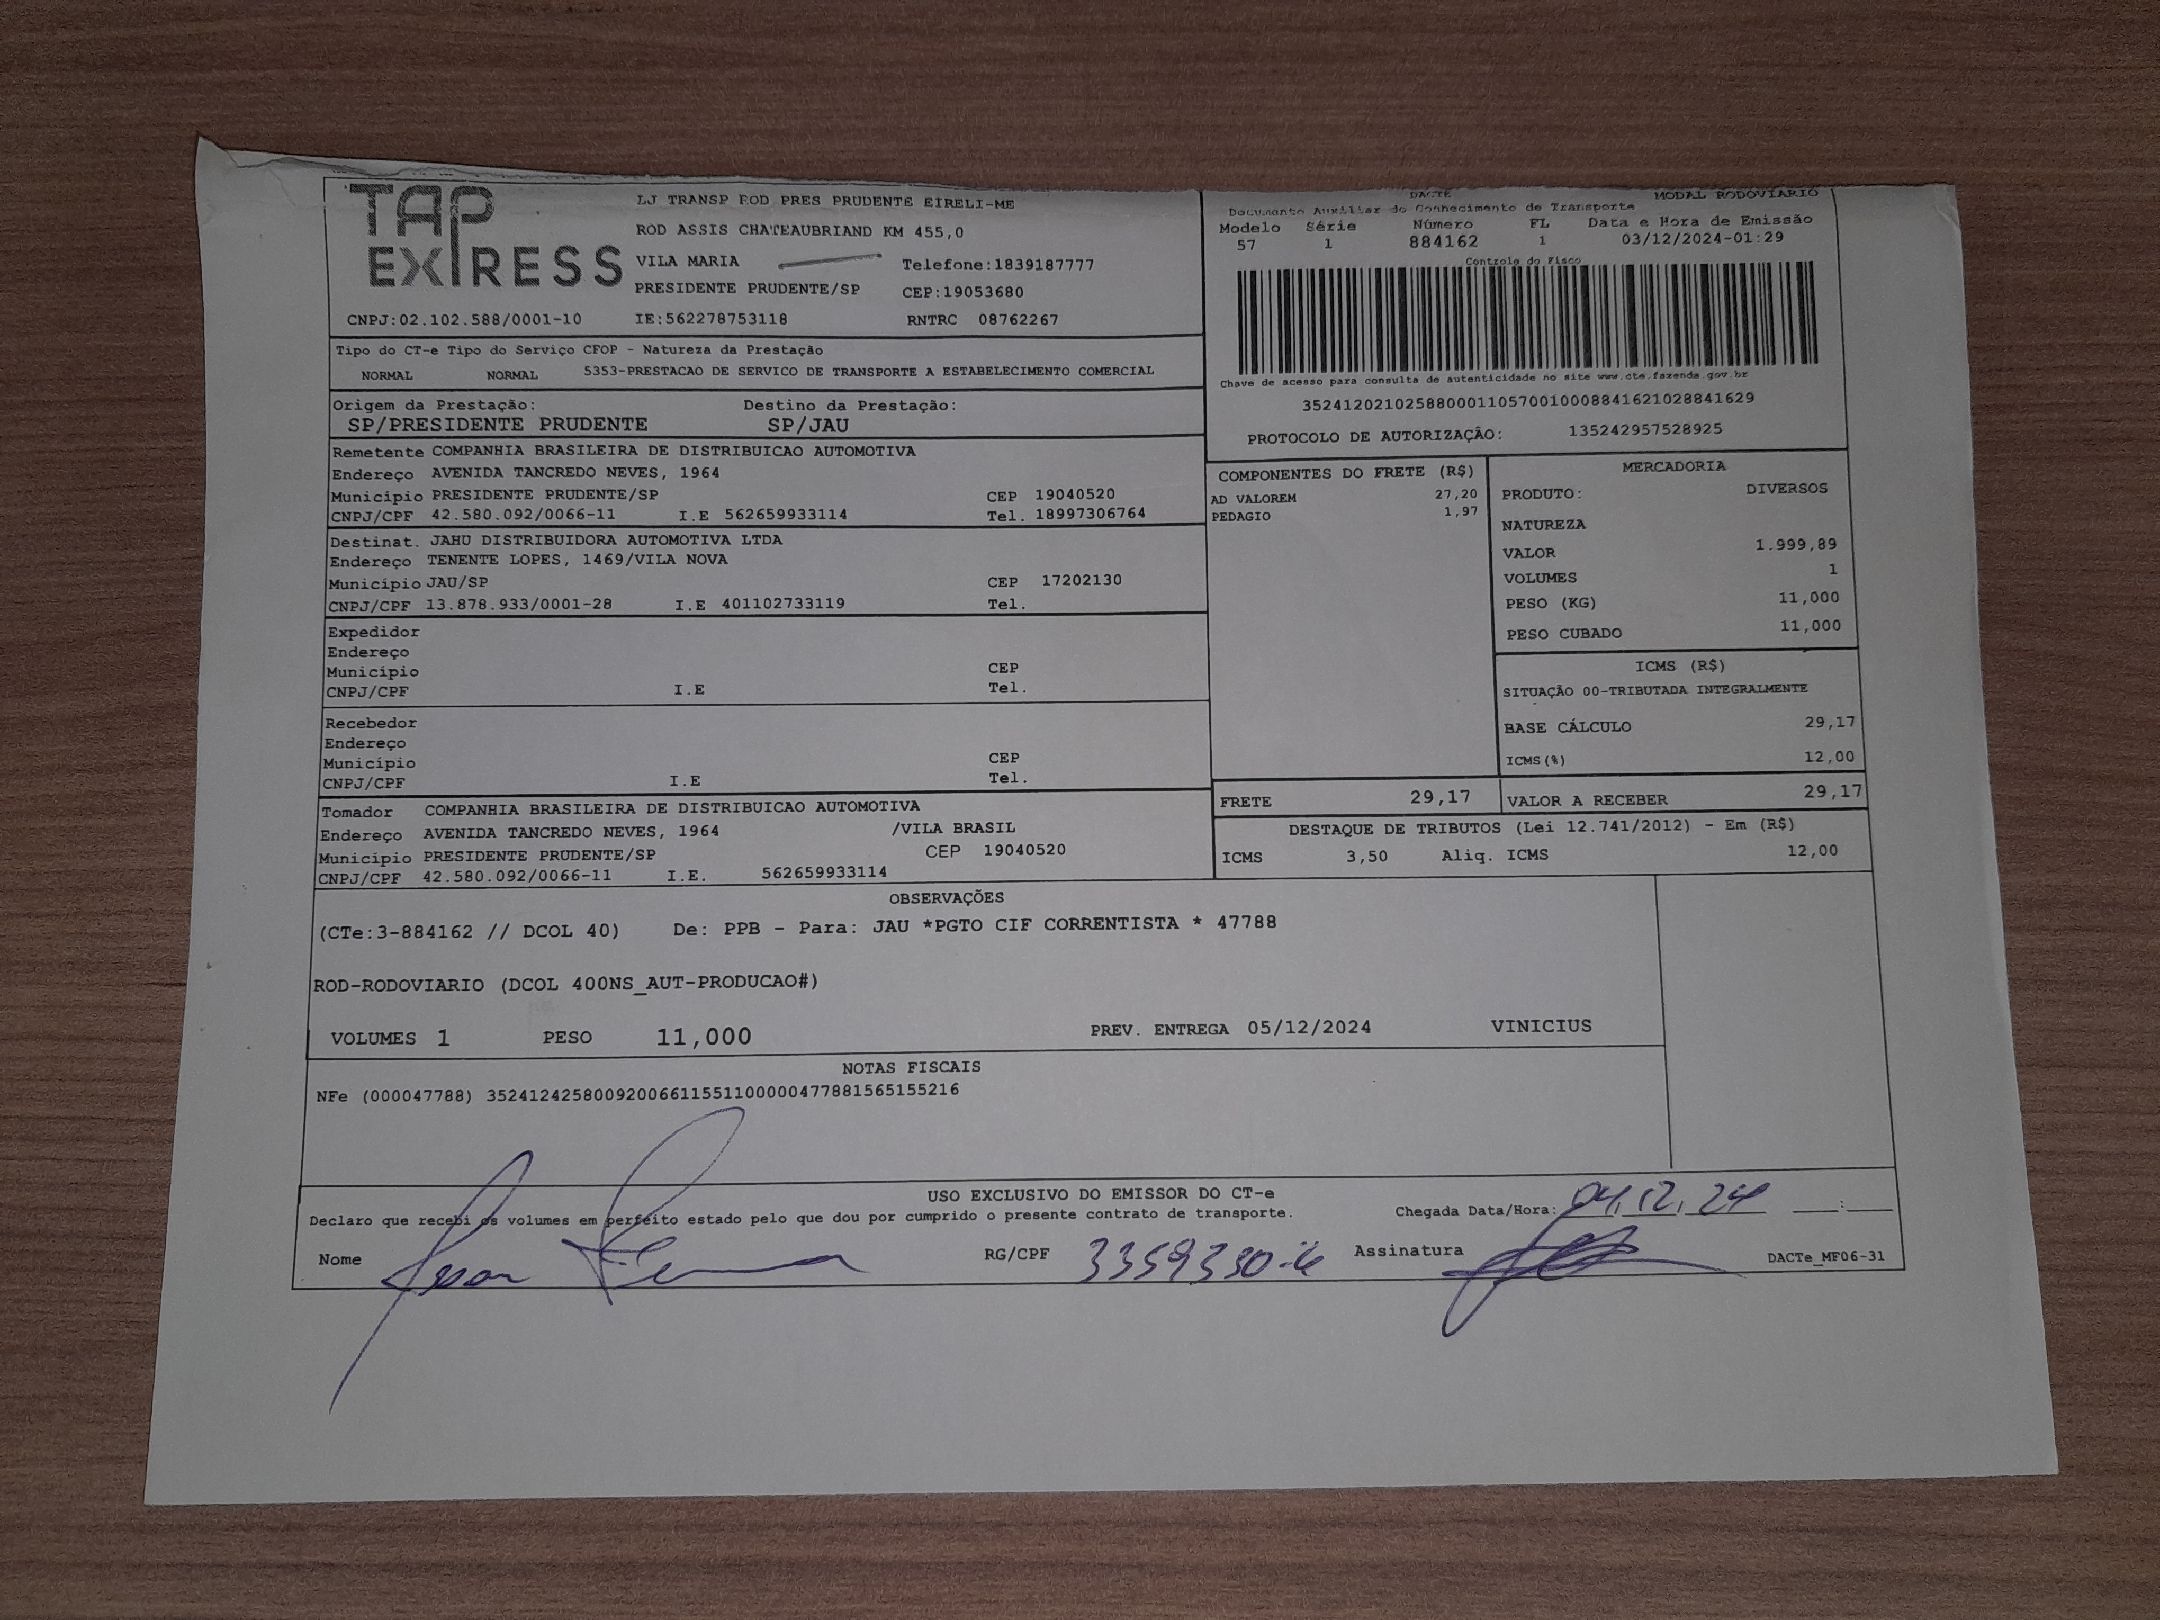 TAP EXPRESS
LJ TRANSP ROD PRES PRUDENTE EIRELI-ME
ROD ASSIS CHATEAUBRIAND KM 455,0
VILA MARIA Telefone:1839187777
PRESIDENTE PRUDENTE/SP CEP:19053680
CNPJ:02.102.588/0001-10 IE:562278753118 RNTRC 08762267
DACTE MODAL RODOVIARIO
Documento Auxiliar do Conhecimento de Transporte
Modelo Série Número FL Data e Hora de Emissão
57 1 884162 1 03/12/2024-01:29
Controle do Fisco
Chave de acesso para consulta de autenticidade no site www.cte.fazenda.gov.br
35241202102588000110570010008841621028841629
PROTOCOLO DE AUTORIZAÇÃO: 135242957528925
Tipo do CT-e Tipo do Serviço CFOP - Natureza da Prestação
NORMAL NORMAL 5353-PRESTACAO DE SERVICO DE TRANSPORTE A ESTABELECIMENTO COMERCIAL
Origem da Prestação: Destino da Prestação:
SP/PRESIDENTE PRUDENTE SP/JAU
Remetente COMPANHIA BRASILEIRA DE DISTRIBUICAO AUTOMOTIVA
Endereço AVENIDA TANCREDO NEVES, 1964
Município PRESIDENTE PRUDENTE/SP CEP 19040520
CNPJ/CPF 42.580.092/0066-11 I.E 562659933114 Tel. 18997306764
Destinat. JAHU DISTRIBUIDORA AUTOMOTIVA LTDA
Endereço TENENTE LOPES, 1469/VILA NOVA
Município JAU/SP CEP 17202130
CNPJ/CPF 13.878.933/0001-28 I.E 401102733119 Tel.
Expedidor
Endereço
Município CEP
CNPJ/CPF I.E Tel.
Recebedor
Endereço
Município CEP
CNPJ/CPF I.E Tel.
Tomador COMPANHIA BRASILEIRA DE DISTRIBUICAO AUTOMOTIVA
Endereço AVENIDA TANCREDO NEVES, 1964 /VILA BRASIL
Municipio PRESIDENTE PRUDENTE/SP CEP 19040520
CNPJ/CPF 42.580.092/0066-11 I.E. 562659933114
COMPONENTES DO FRETE (R$)
AD VALOREM 27,20
PEDAGIO 1,97
MERCADORIA
PRODUTO: DIVERSOS
NATUREZA
VALOR 1.999,89
VOLUMES 1
PESO (KG) 11,000
PESO CUBADO 11,000
ICMS (R$)
SITUAÇÃO 00-TRIBUTADA INTEGRALMENTE
BASE CÁLCULO 29,17
ICMS(%) 12,00
FRETE 29,17 VALOR A RECEBER 29,17
DESTAQUE DE TRIBUTOS (Lei 12.741/2012) - Em (R$)
ICMS 3,50 Aliq. ICMS 12,00
OBSERVAÇÕES
(CTe:3-884162 // DCOL 40) De: PPB - Para: JAU *PGTO CIF CORRENTISTA * 47788
ROD-RODOVIARIO (DCOL 400NS_AUT-PRODUCAO#)
VOLUMES 1 PESO 11,000 PREV. ENTREGA 05/12/2024 VINICIUS
NOTAS FISCAIS
NFe (000047788) 35241242580092006611551100000477881565155216
USO EXCLUSIVO DO EMISSOR DO CT-e
Declaro que recebi os volumes em perfeito estado pelo que dou por cumprido o presente contrato de transporte. Chegada Data/Hora: 04.12.24 __:__
Nome RG/CPF Assinatura DACTe_MF06-31